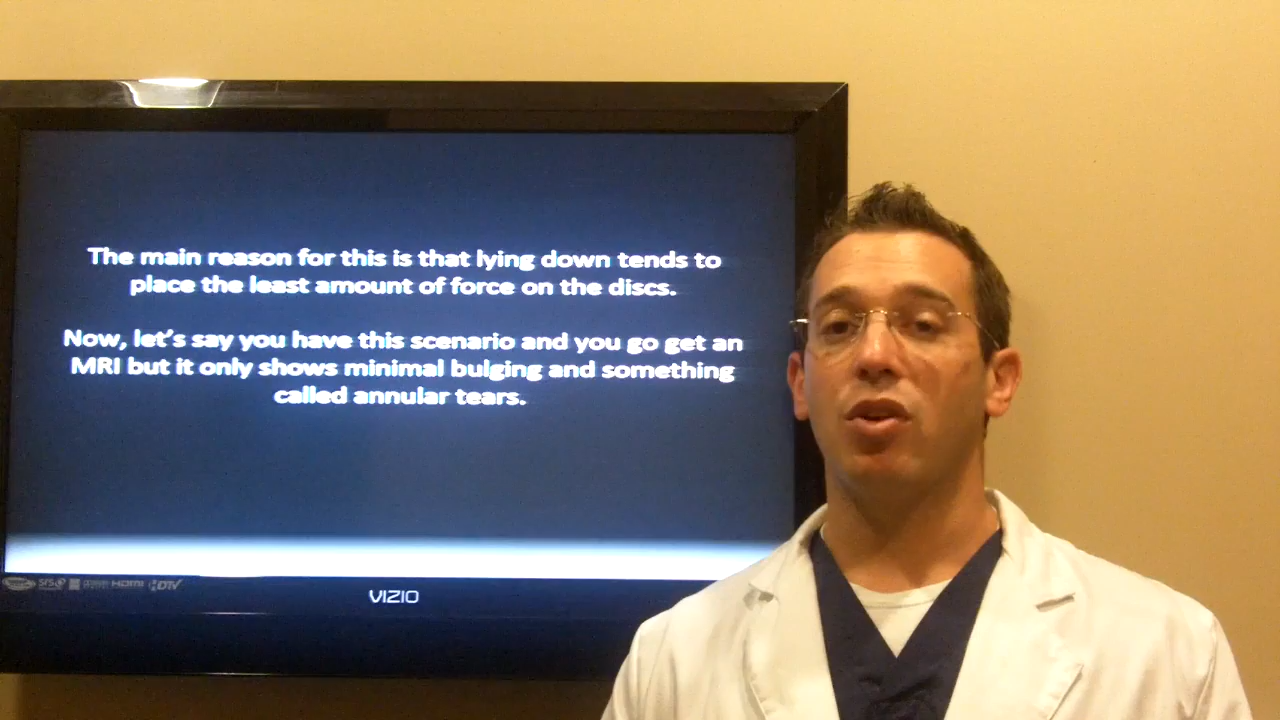 The main reason for this is that lying down tends to
place the least amount of force on the discs.
Now, let's say you have this scenario and you go get an
MRI but it only shows minimal bulging and something
called annular tears.
HDMI
HDTV
VIZIO